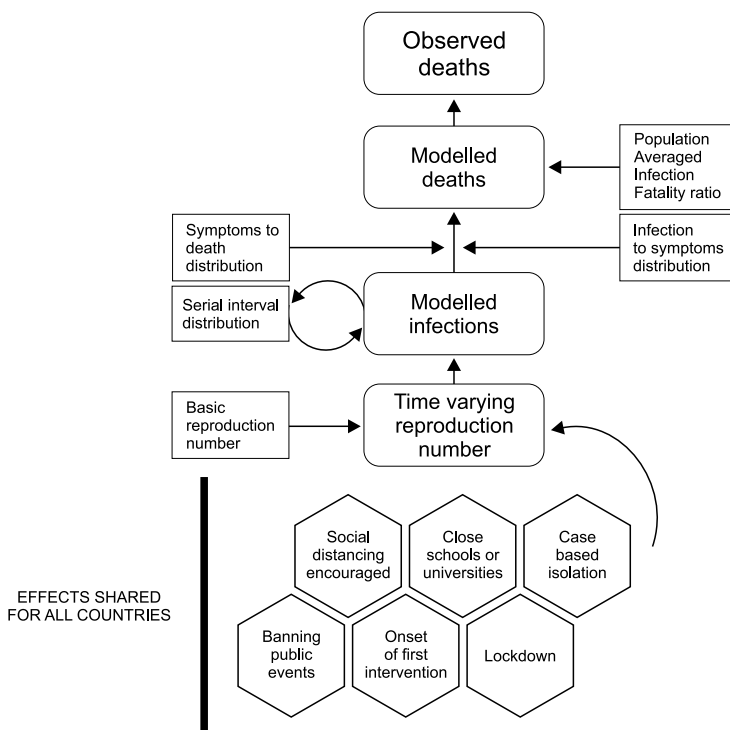 Observed
deaths
Modelled
deaths
Population
Averaged
Infection
Fatality ratio
Symptoms to
death
distribution
Infection
to symptoms
distribution
Serial interval
distribution
Modelled
infections
Basic
reproduction
number
Time varying
reproduction
number
EFFECTS SHARED
FOR ALL COUNTRIES
Social
distancing
encouraged
Close
schools or
universities
Case
based
isolation
Banning
public
events
Onset
of first
intervention
Lockdown